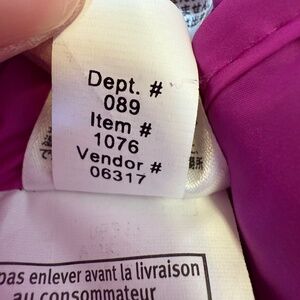 Dept. #
089
Item #
1076
Vendor #
06317
pas enlever avant la livraison
au consommateur